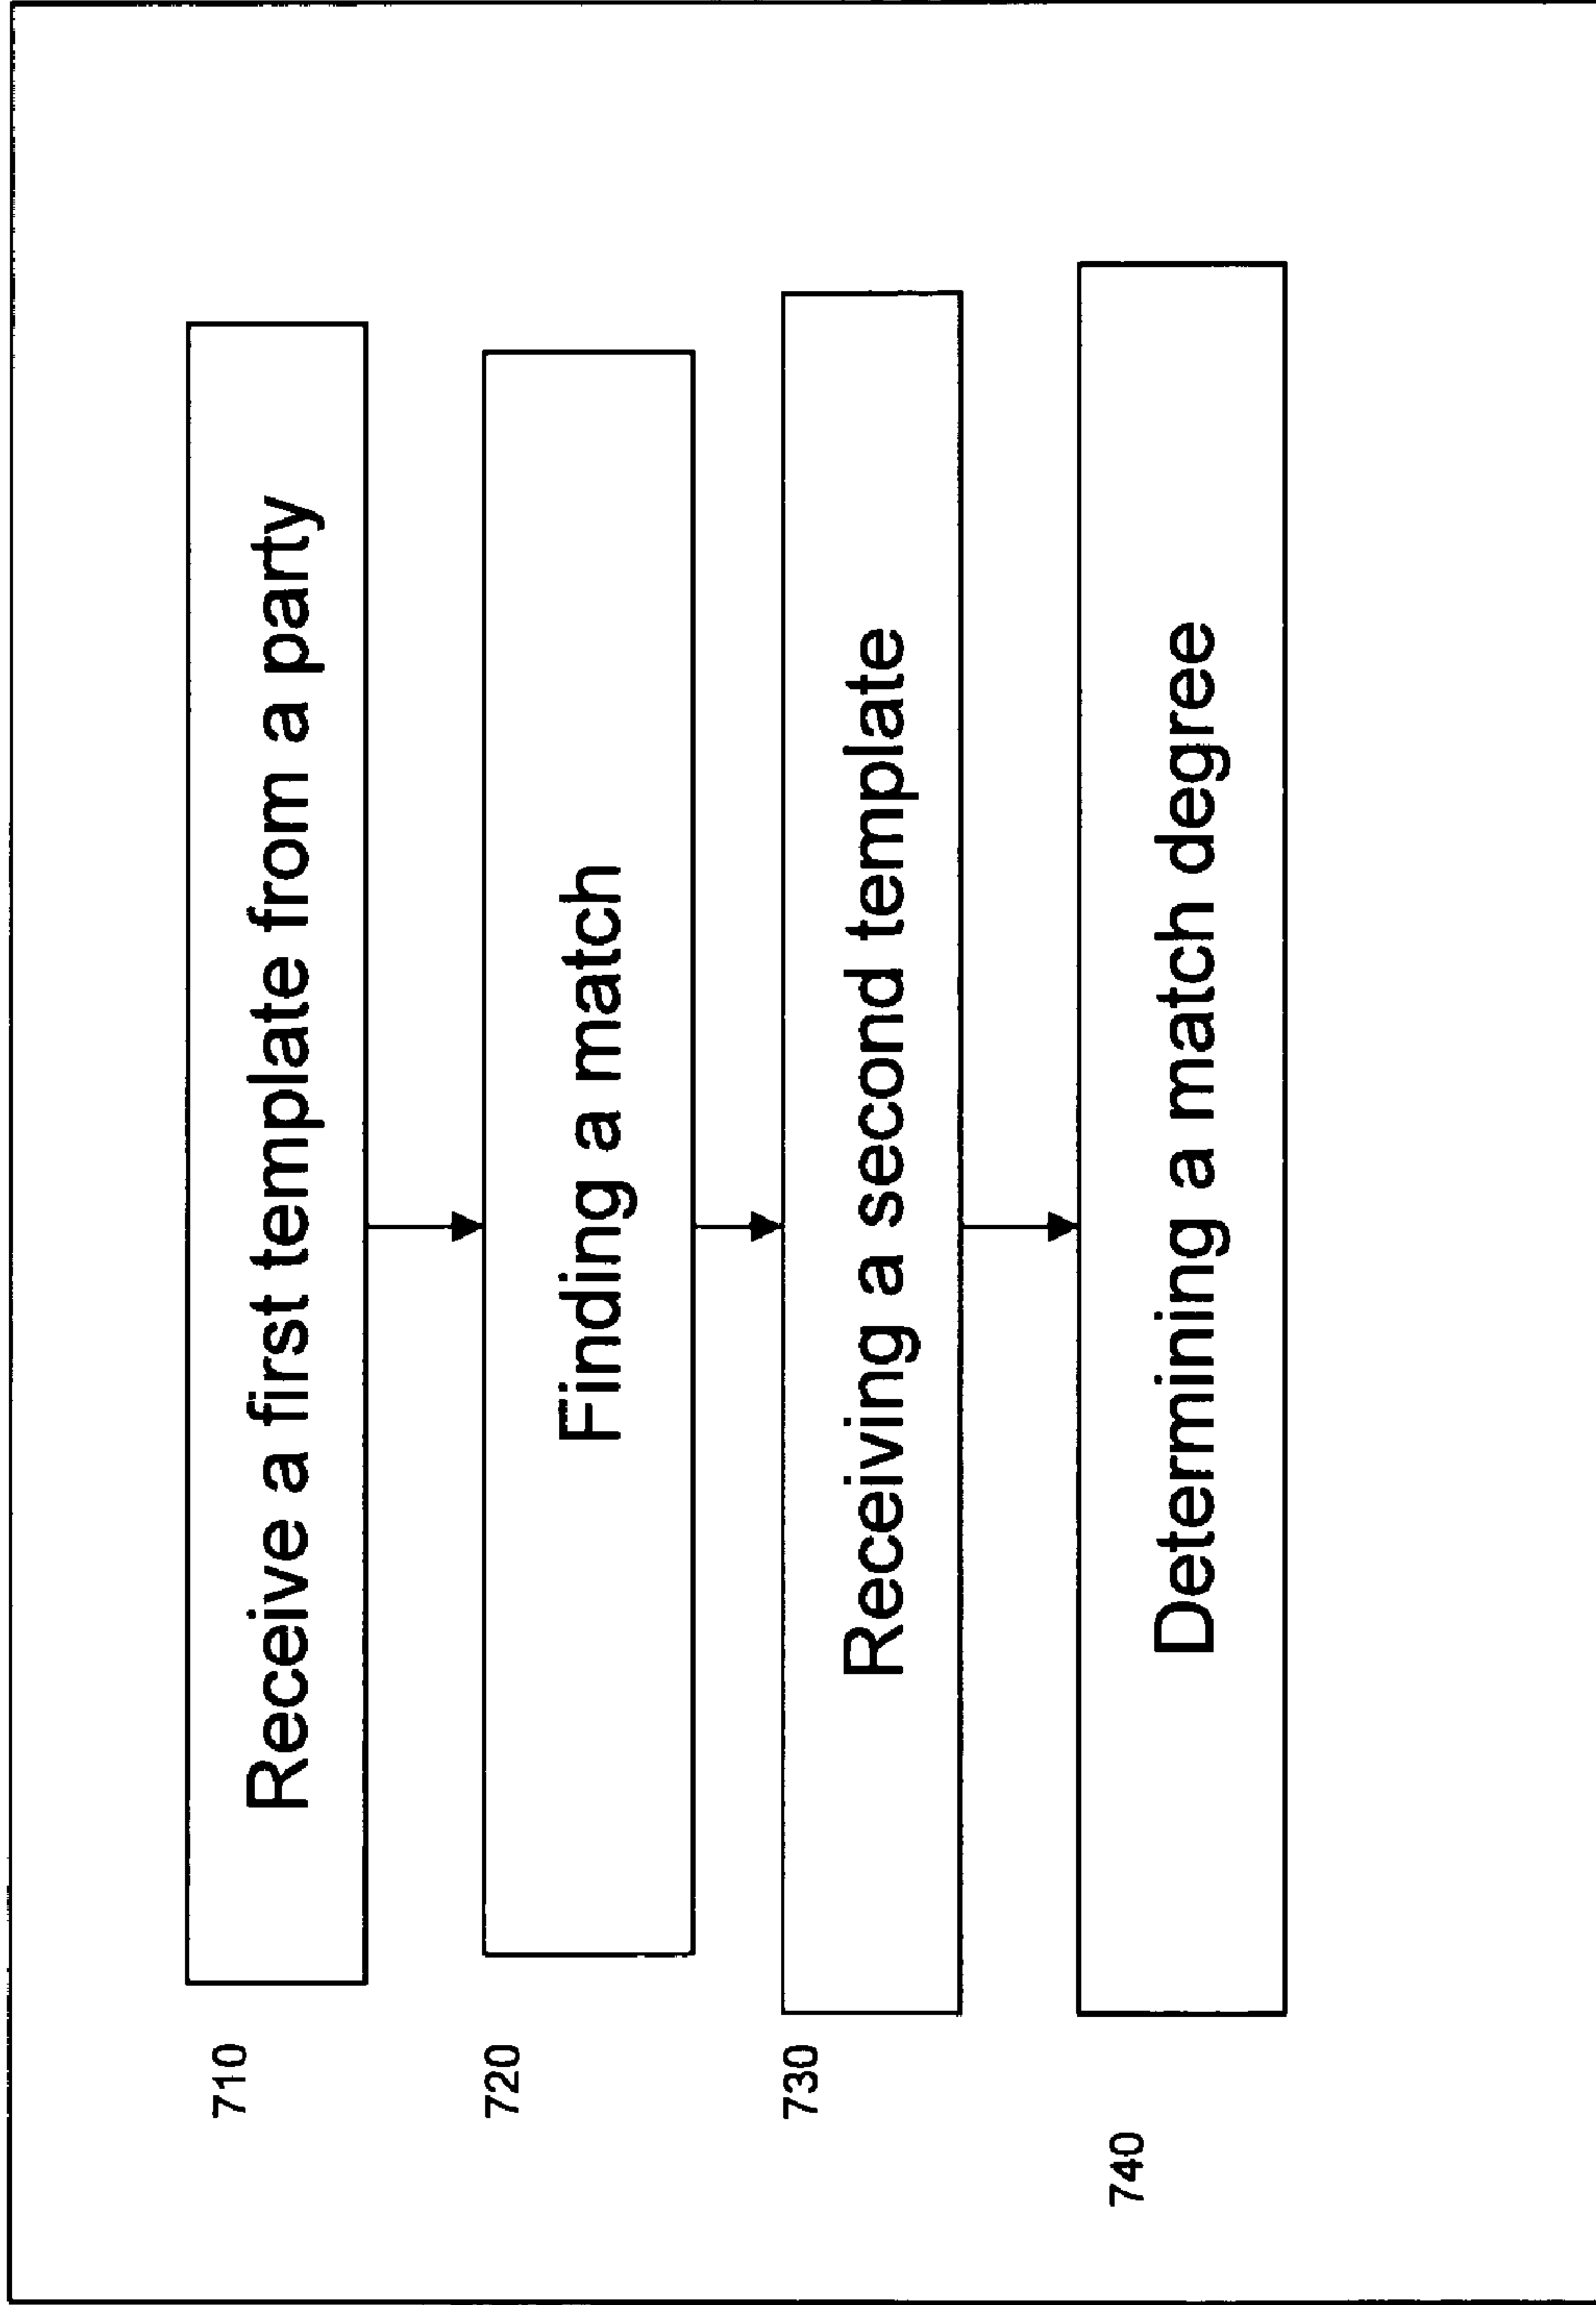 710
Receive a first template from a party
720
Finding a match
730
Receiving a second template
740
Determining a match degree